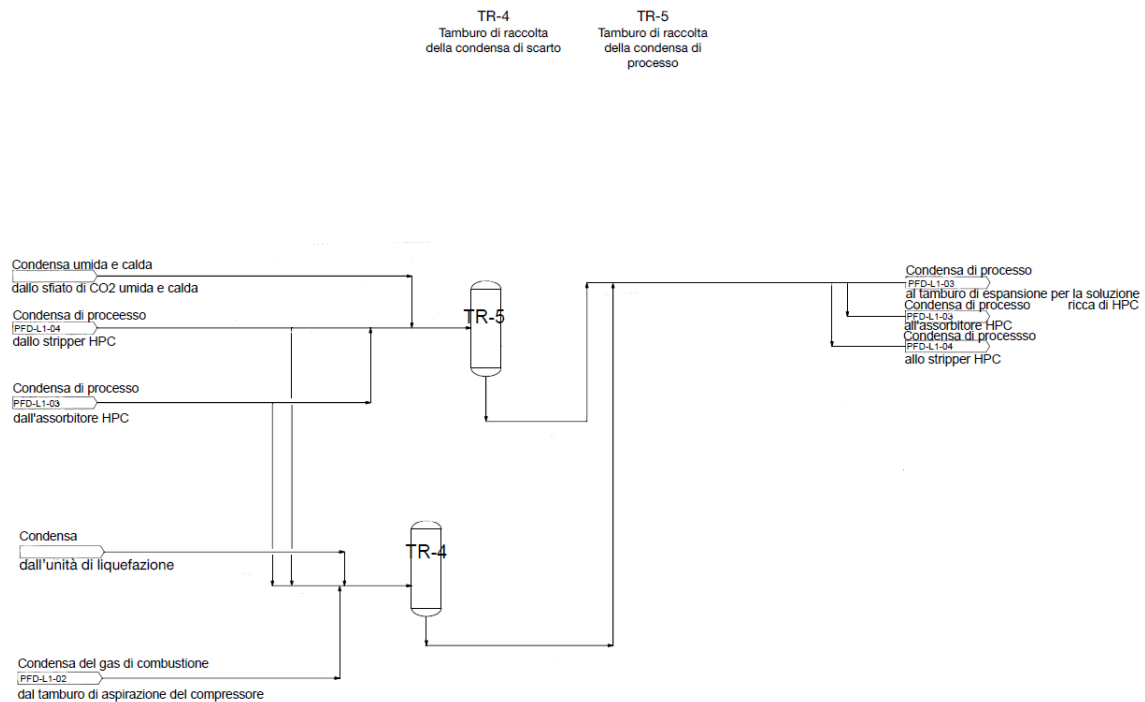 TR-4
Tamburo di raccolta
della condensa di scarto
TR-5
Tamburo di raccolta
della condensa di
processo
Condensa umida e calda
dallo sfiato di CO2 umida e calda
Condensa di proceesso
PFD-L1-04
dallo stripper HPC
Condensa di processo
PFD-L1-03
dall'assorbitore HPC
TR-5
Condensa di processo
PFD-L1-03
al tamburo di espansione per la soluzione
ricca di HPC
Condensa di processo
PFD-L1-03
all'assorbitore HPC
Condensa di processso
PFD-L1-04
allo stripper HPC
Condensa
dall'unità di liquefazione
TR-4
Condensa del gas di combustione
PFD-L1-02
dal tamburo di aspirazione del compressore